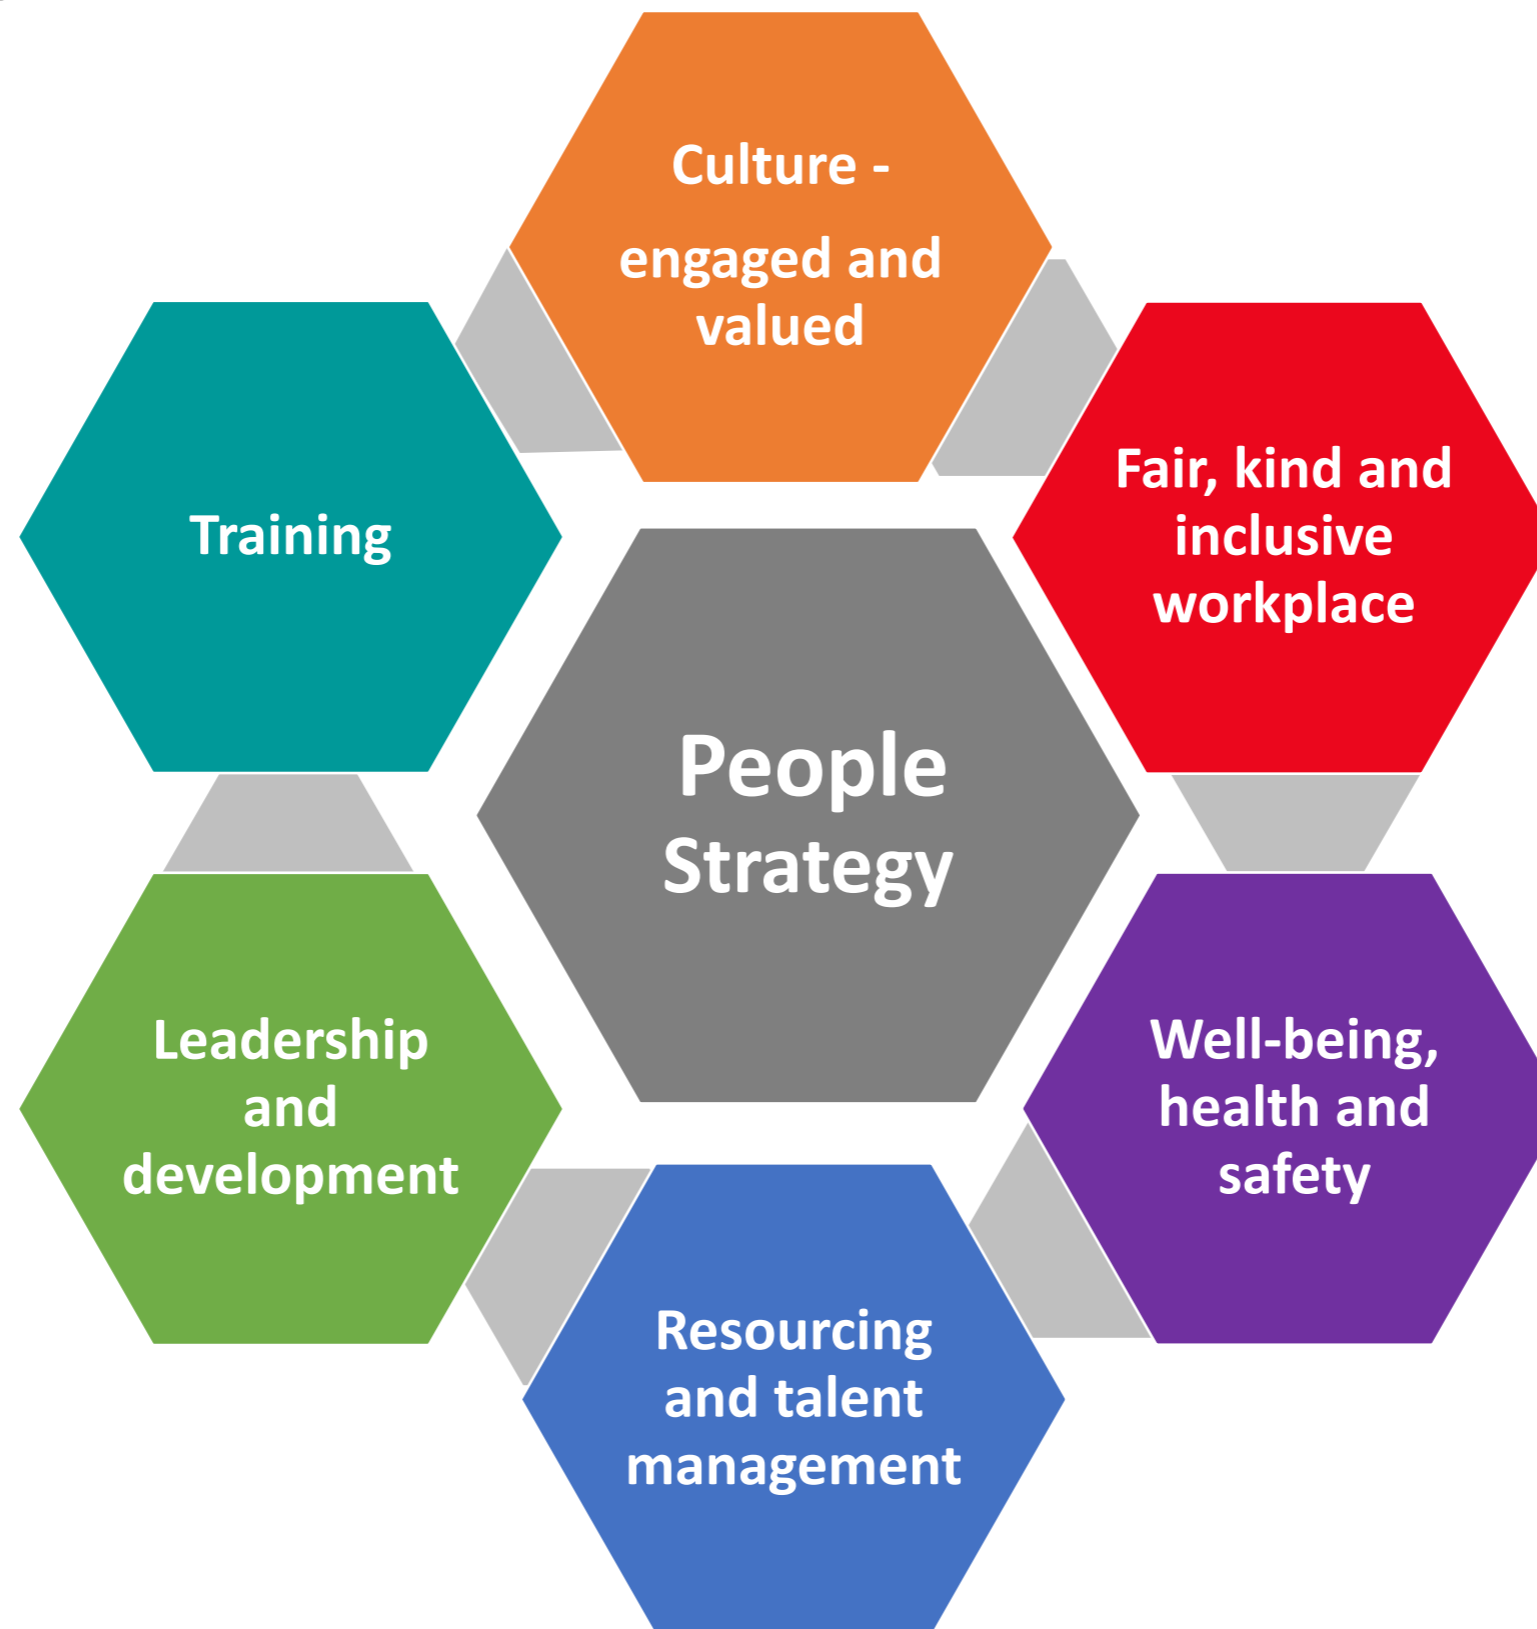 Culture -
engaged and
valued
Fair, kind and
inclusive
workplace
Training
People
Strategy
Well-being,
health and
safety
Leadership
and
development
Resourcing
and talent
management